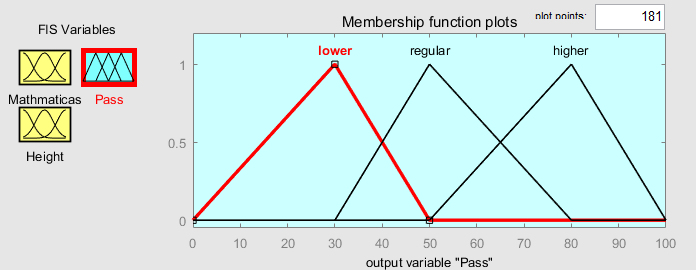 FIS Variables
Mathmaticas
Pass
Height
Membership function plots
plot points:
181
lower
regular
higher
1
0.5
0
0 10 20 30 40 50 60 70 80 90 100
output variable "Pass"